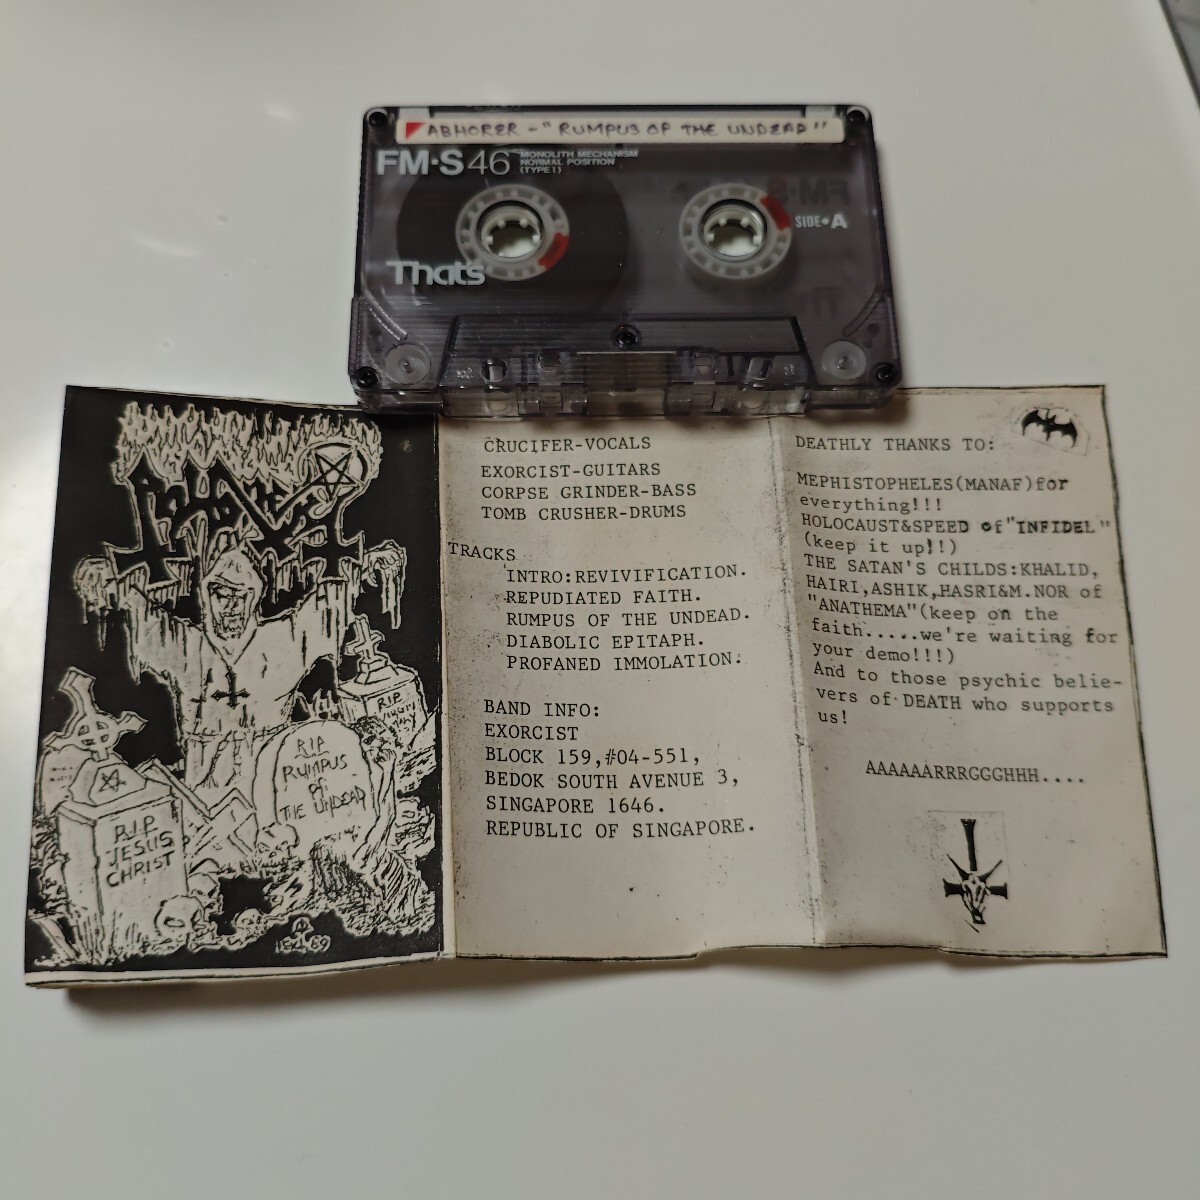 ABHORER - "RUMPUS OF THE UNDEAD"
FM·S 46
MONOLITH MECHANISM
NORMAL POSITION
(TYPE I)
SIDE•A
Thats
ABHORER
R.I.P
VIRGIN
MARY
R.I.P
RUMPUS
of
THE UNDEAD
R.I.P
JESUS
CHRIST
CRUCIFER-VOCALS
EXORCIST-GUITARS
CORPSE GRINDER-BASS
TOMB CRUSHER-DRUMS
TRACKS
INTRO:REVIVIFICATION.
REPUDIATED FAITH.
RUMPUS OF THE UNDEAD.
DIABOLIC EPITAPH.
PROFANED IMMOLATION.
BAND INFO:
EXORCIST
BLOCK 159,#04-551,
BEDOK SOUTH AVENUE 3,
SINGAPORE 1646.
REPUBLIC OF SINGAPORE.
DEATHLY THANKS TO:
MEPHISTOPHELES(MANAF)for
everything!!!
HOLOCAUST&SPEED of"INFIDEL"
(keep it up!!)
THE SATAN'S CHILDS:KHALID,
HAIRI,ASHIK,HASRI&M.NOR of
"ANATHEMA"(keep on the
faith.....we're waiting for
your demo!!!)
And to those psychic belie-
vers of DEATH who supports
us!
AAAAAARRRGGGHHH....